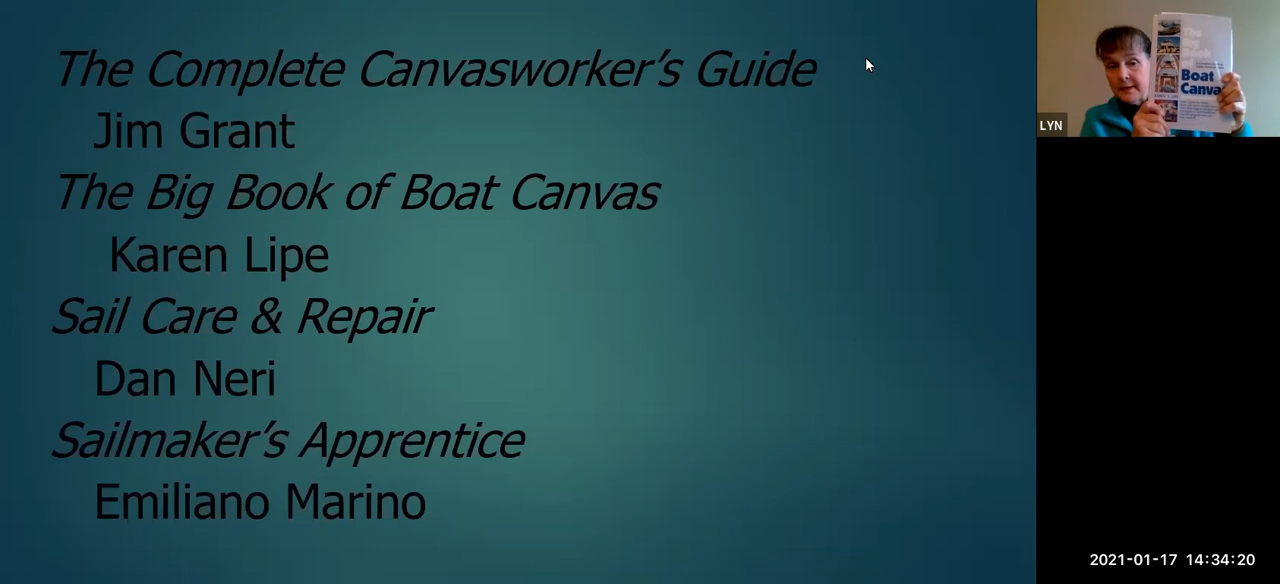 The Complete Canvasworker's Guide
Jim Grant
The Big Book of Boat Canvas
Karen Lipe
Sail Care & Repair
Dan Neri
Sailmaker's Apprentice
Emiliano Marino
Boat
LYN
2021-01-17 14:34:20